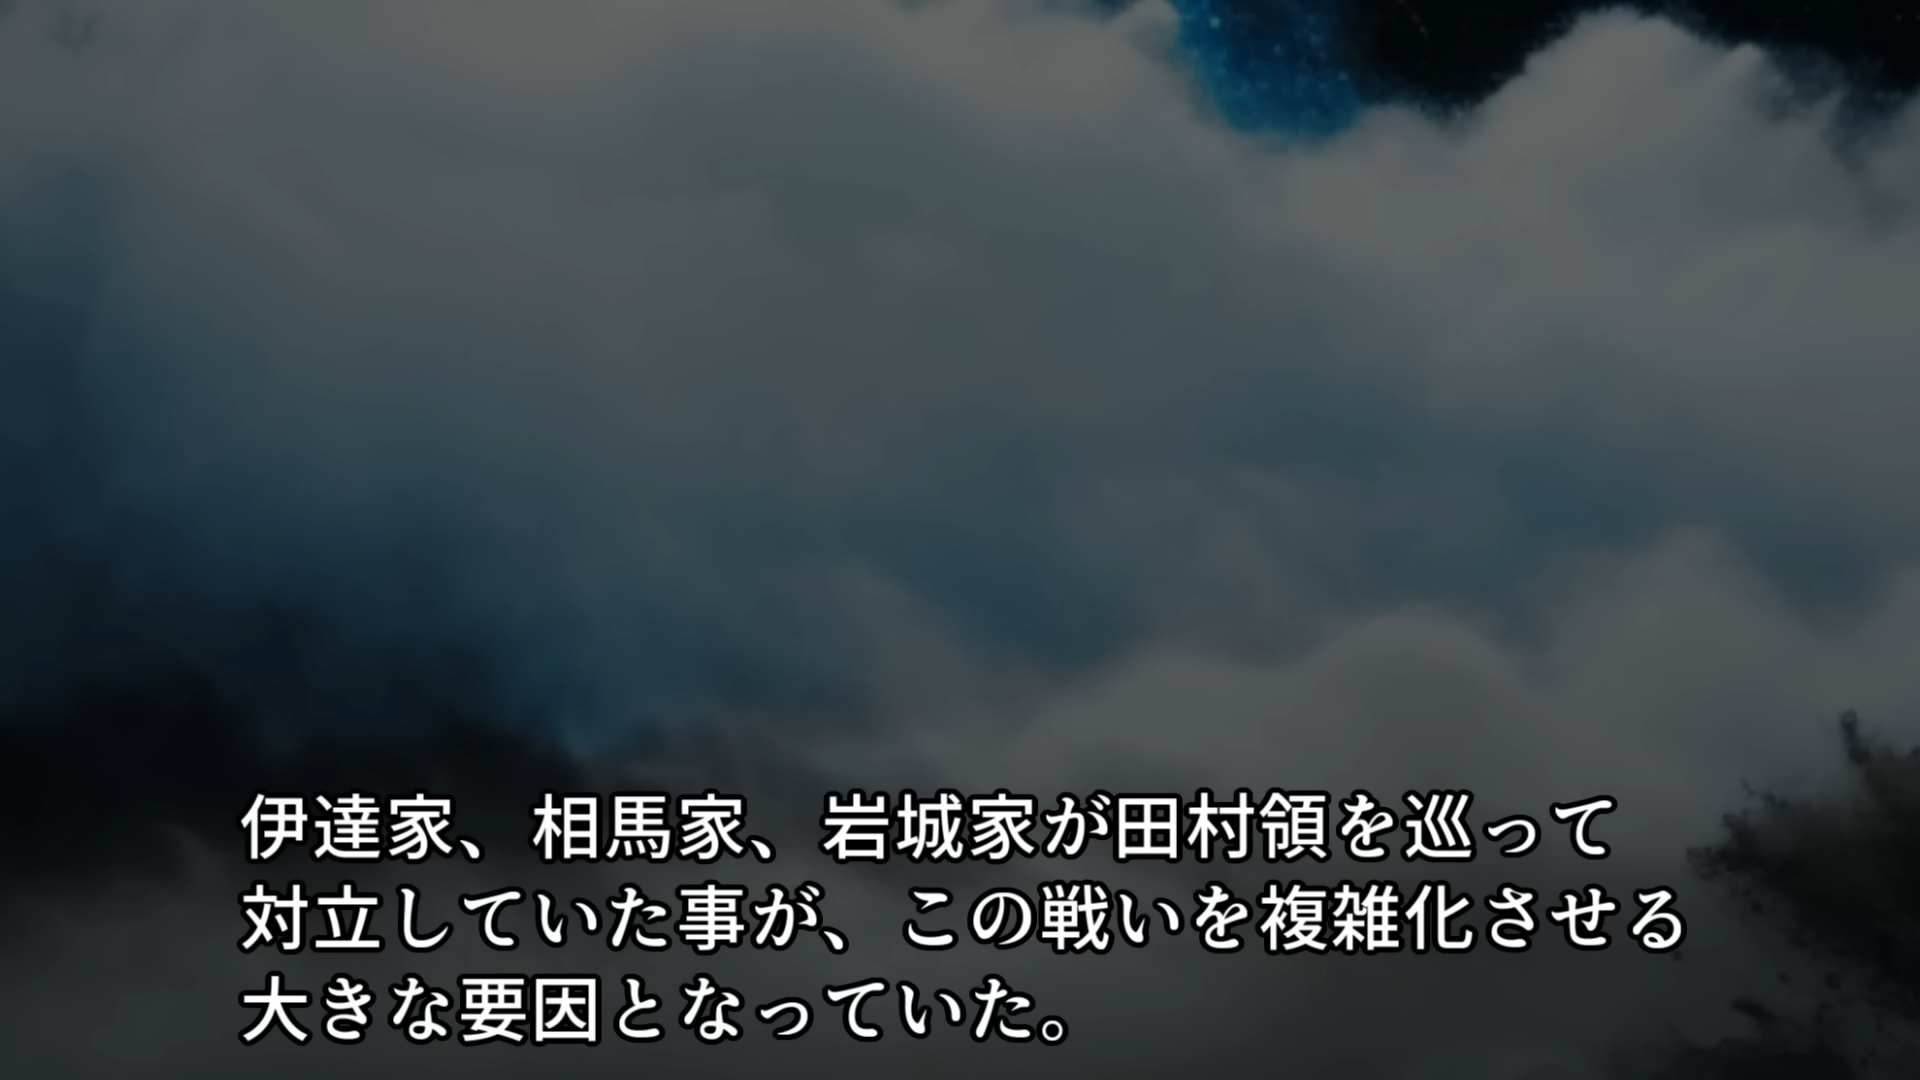 伊達家、相馬家、岩城家が田村領を巡って
対立していた事が、この戦いを複雑化させる
大きな要因となっていた。